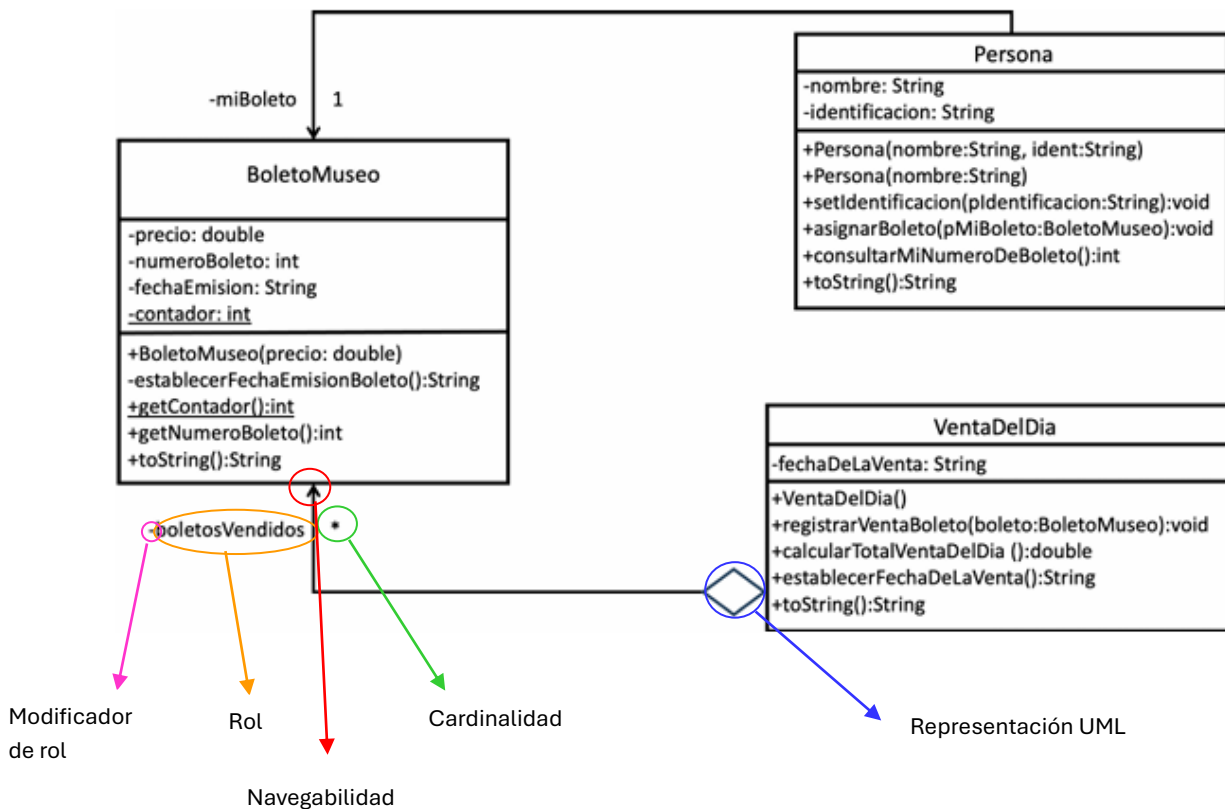 Persona
-nombre: String
-identificacion: String
+Persona(nombre:String, ident:String)
+Persona(nombre:String)
+setIdentificacion(pIdentificacion:String):void
+asignarBoleto(pMiBoleto:BoletoMuseo):void
+consultarMiNumeroDeBoleto():int
+toString():String
-miBoleto 1
BoletoMuseo
-precio: double
-numeroBoleto: int
-fechaEmision: String
-contador: int
+BoletoMuseo(precio: double)
-establecerFechaEmisionBoleto():String
+getContador():int
+getNumeroBoleto():int
+toString():String
-boletosVendidos *
VentaDelDia
-fechaDeLaVenta: String
+VentaDelDia()
+registrarVentaBoleto(boleto:BoletoMuseo):void
+calcularTotalVentaDelDia ():double
+establecerFechaDeLaVenta():String
+toString():String
Modificador
de rol
Rol
Navegabilidad
Cardinalidad
Representación UML